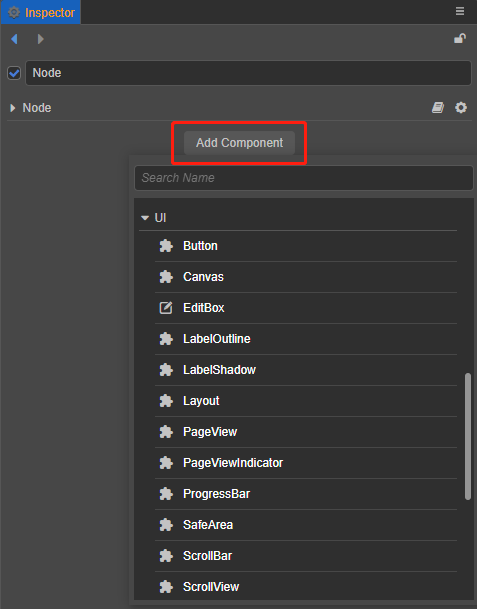 Inspector
Node
Node
Add Component
Search Name
UI
Button
Canvas
EditBox
LabelOutline
LabelShadow
Layout
PageView
PageViewIndicator
ProgressBar
SafeArea
ScrollBar
ScrollView